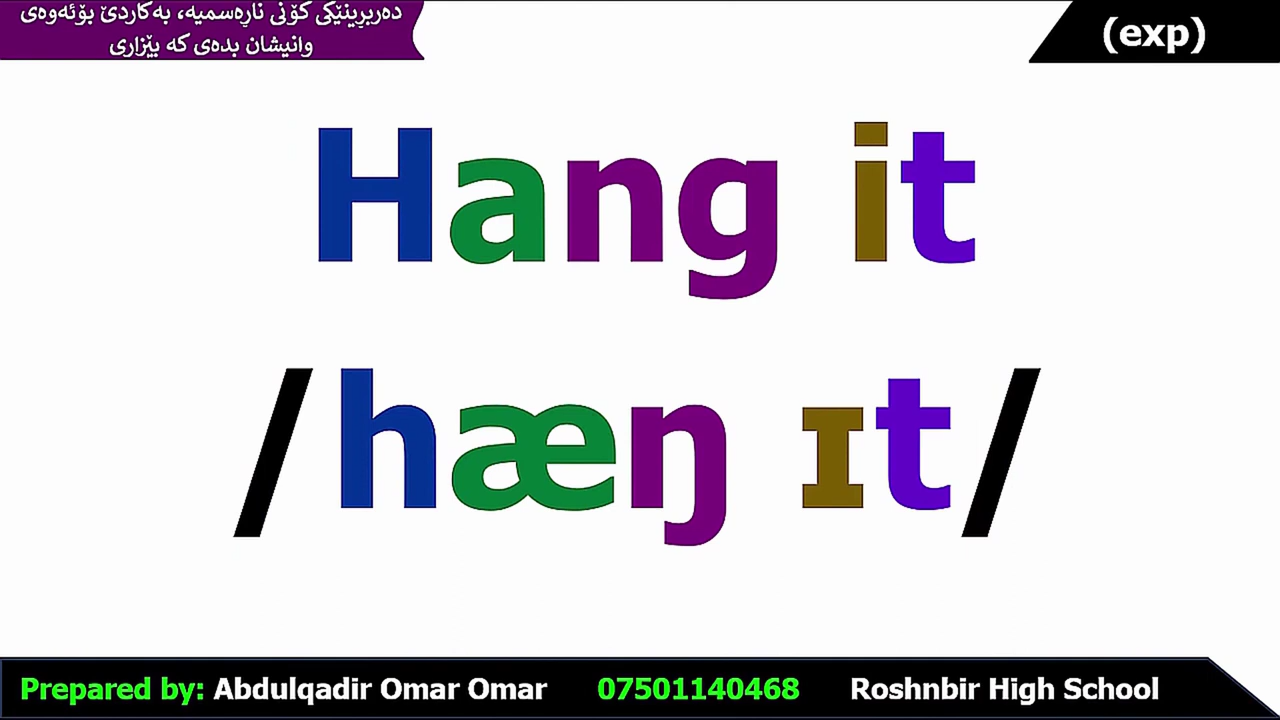 دەربڕینێکی کۆنی ناڕەسمیە، بەکاردێ بۆئەوەی
وانیشان بدەی کە بێزاری
(exp)
Hang it
/hæŋ ɪt/
Prepared by: Abdulqadir Omar Omar 07501140468 Roshnbir High School